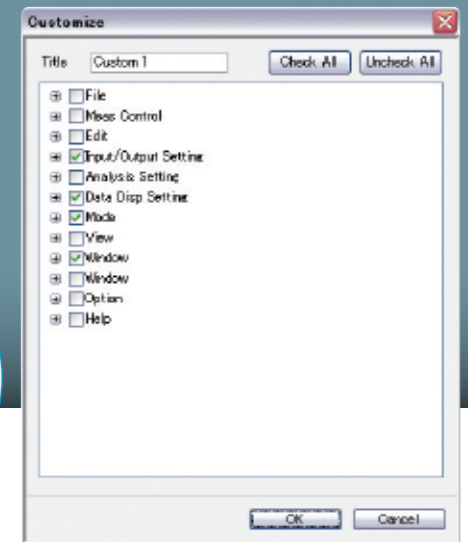 Customize
Title Custom 1 Check All Uncheck All
File
Meas Control
Edit
Input/Output Setting
Analysis Setting
Data Disp Setting
Mode
View
Window
Window
Option
Help
OK Cancel